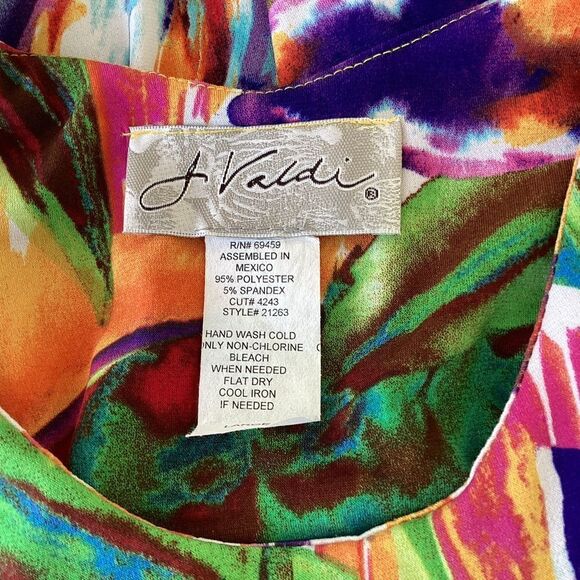 J Valdi ®
R/N# 69459
ASSEMBLED IN
MEXICO
95% POLYESTER
5% SPANDEX
CUT# 4243
STYLE# 21263
HAND WASH COLD
ONLY NON-CHLORINE
BLEACH
WHEN NEEDED
FLAT DRY
COOL IRON
IF NEEDED